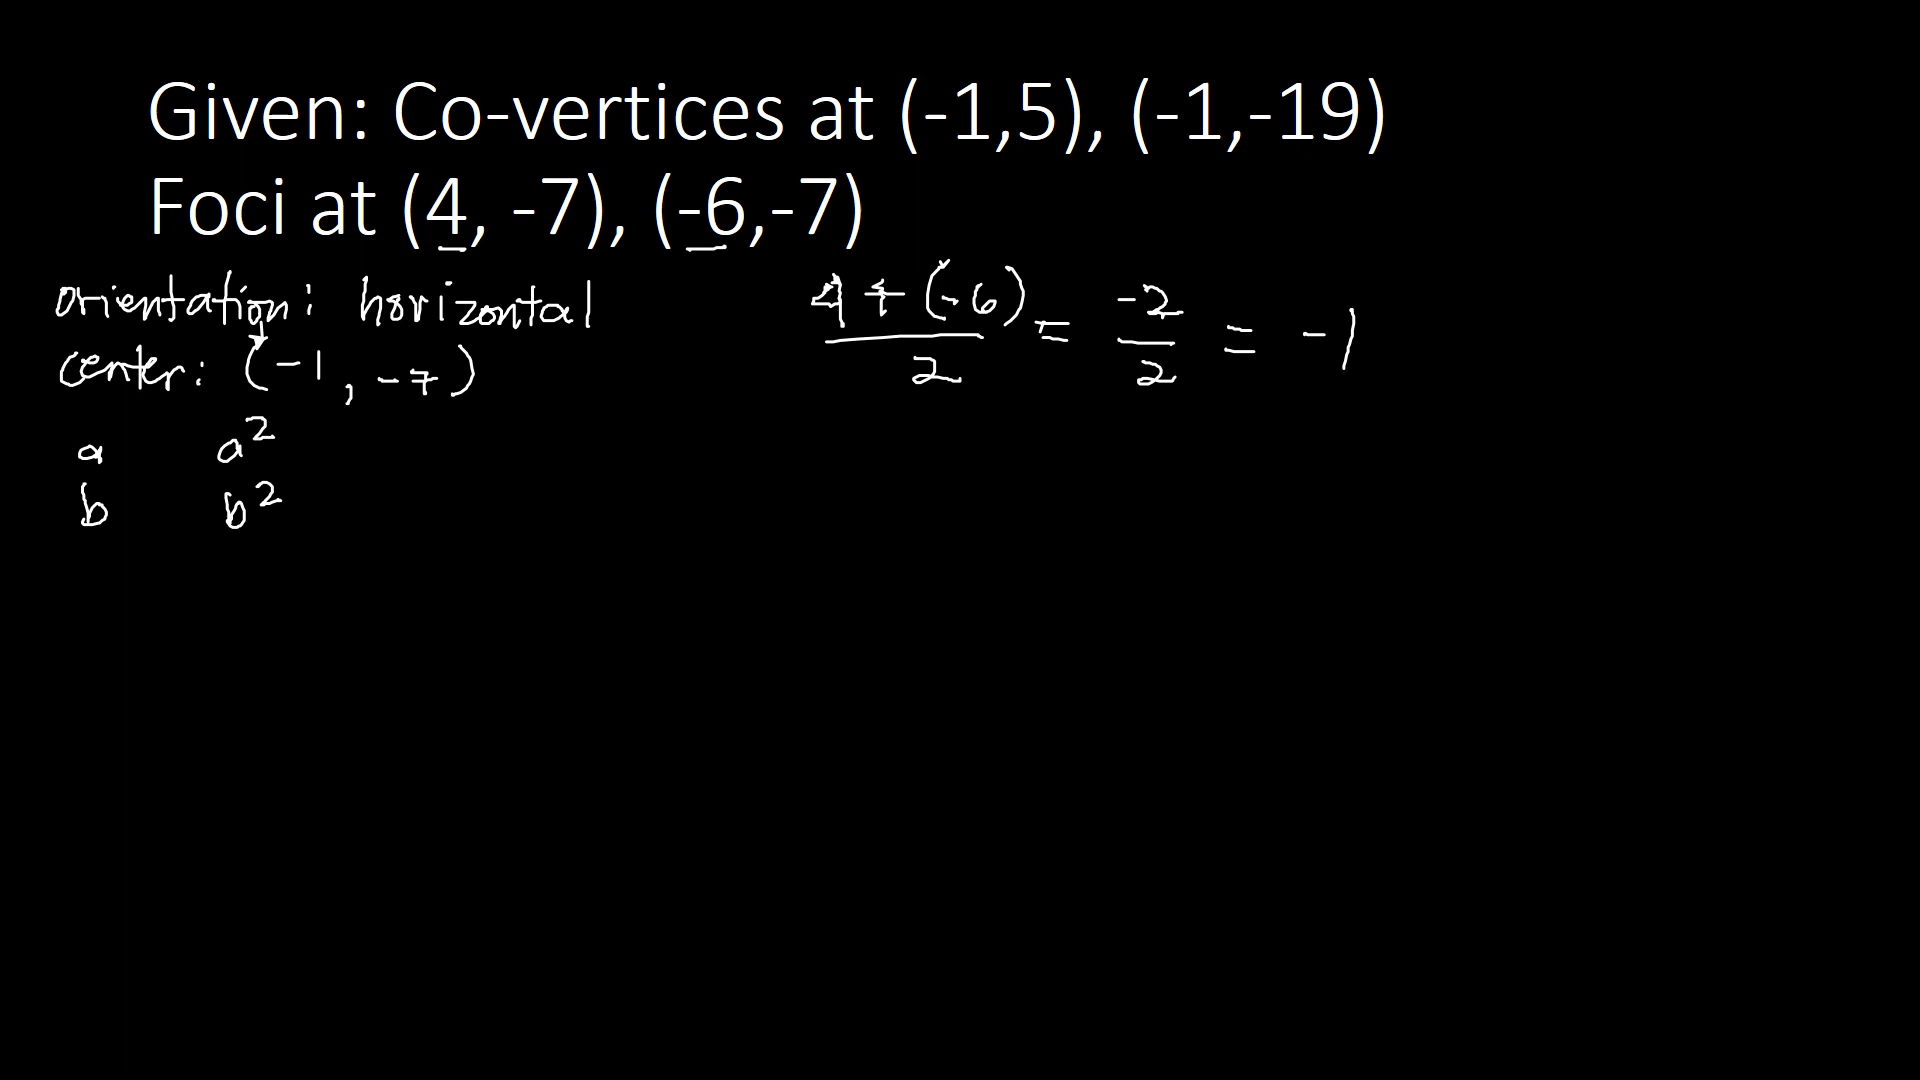 Given: Co-vertices at (-1,5), (-1,-19)
Foci at (4, -7), (-6,-7)
orientation: horizontal
center: (-1, -7)
4+(-6)/2 = -2/2 = -1
a a²
b b²